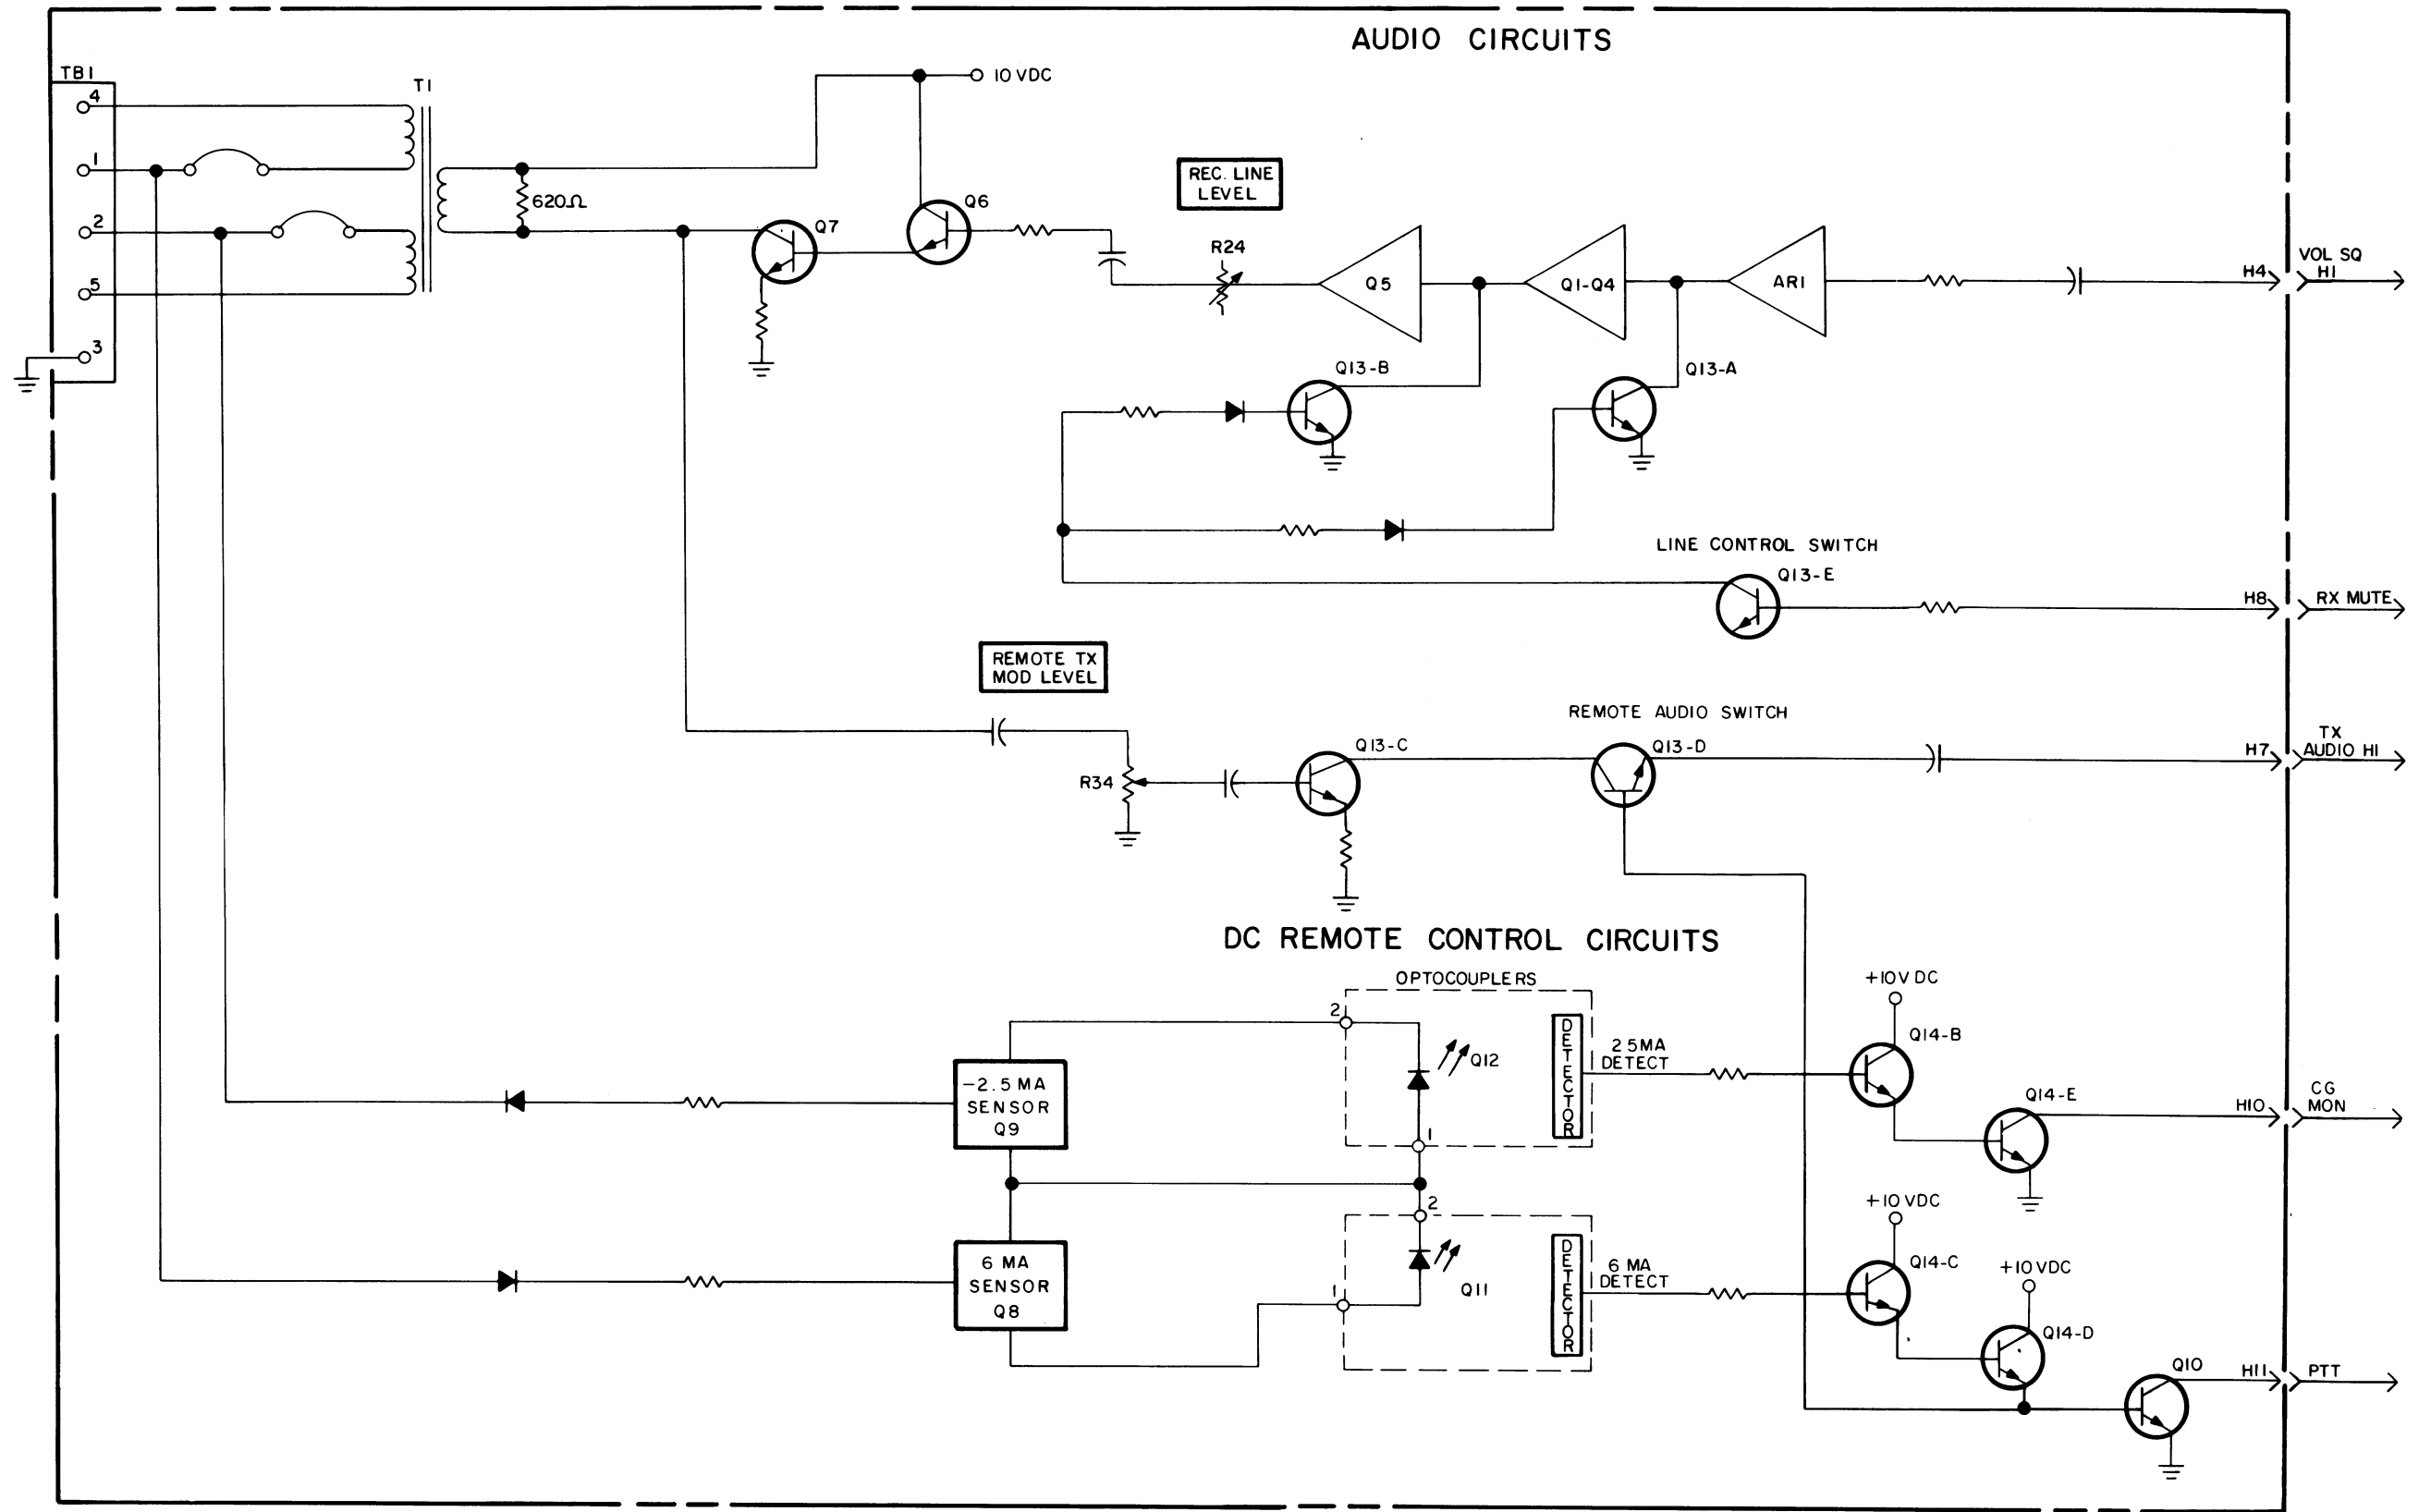 AUDIO CIRCUITS
TB1
4
T1
10 VDC
1
REC. LINE
LEVEL
620Ω
2
Q7
Q6
R24
Q5
Q1-Q4
AR1
H4
VOL SQ
HI
5
3
Q13-B
Q13-A
LINE CONTROL SWITCH
Q13-E
H8
RX MUTE
REMOTE TX
MOD LEVEL
REMOTE AUDIO SWITCH
R34
Q13-C
Q13-D
H7
TX
AUDIO HI
DC REMOTE CONTROL CIRCUITS
OPTOCOUPLERS
+10V DC
2
Q12
DETECTOR
2 5MA
DETECT
Q14-B
-2.5 MA
SENSOR
Q9
1
Q14-E
H10
CG
MON
2
+10 VDC
6 MA
SENSOR
Q8
1
Q11
DETECTOR
6 MA
DETECT
Q14-C
+10 VDC
Q14-D
Q10
H11
PTT